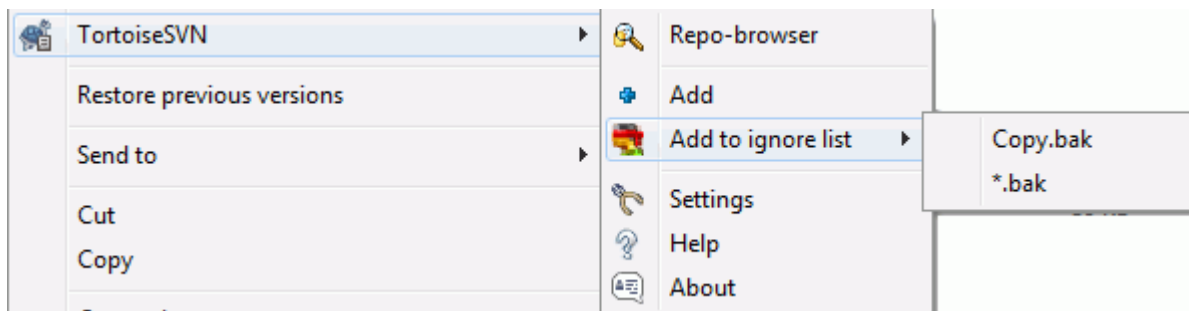 TortoiseSVN
Restore previous versions
Send to
Cut
Copy
Repo-browser
Add
Add to ignore list
Settings
Help
About
Copy.bak
*.bak